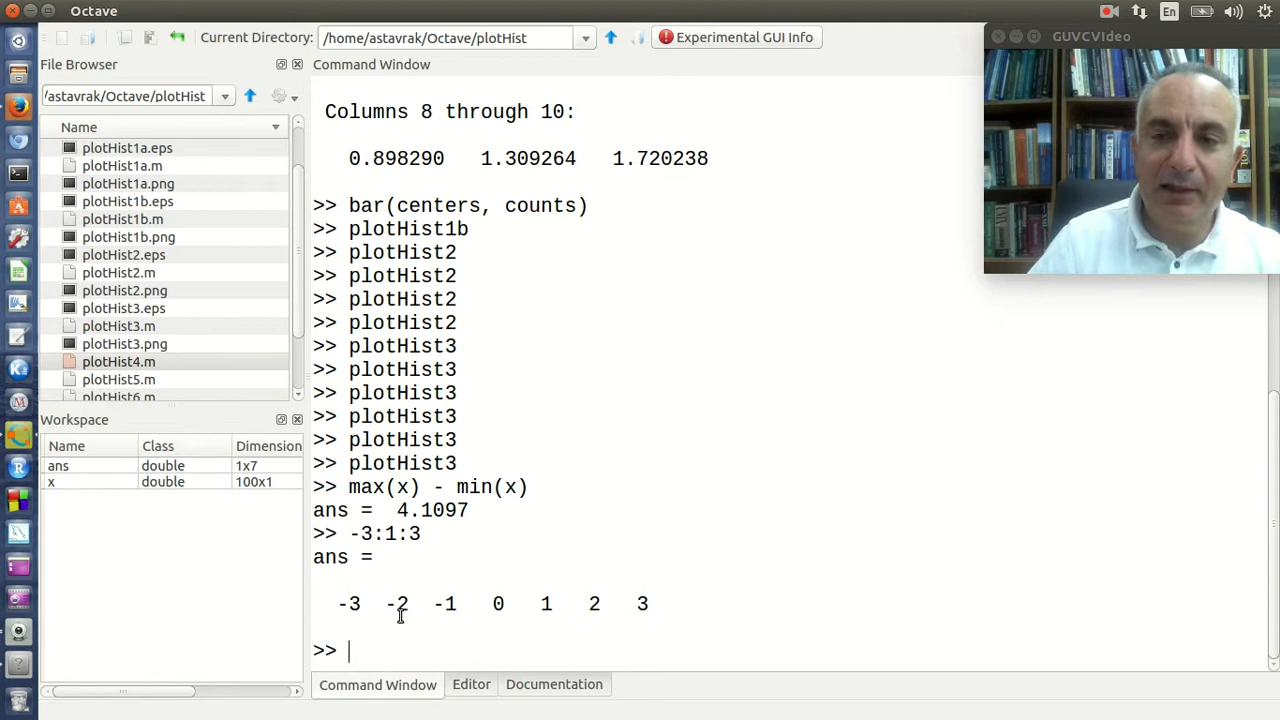 Octave
En
Current Directory: /home/astavrak/Octave/plotHist
Experimental GUI Info
GUVCVIdeo
File Browser
/astavrak/Octave/plotHist
Name
plotHist1a.eps
plotHist1a.m
plotHist1a.png
plotHist1b.eps
plotHist1b.m
plotHist1b.png
plotHist2.eps
plotHist2.m
plotHist2.png
plotHist3.eps
plotHist3.m
plotHist3.png
plotHist4.m
plotHist5.m
plotHist6.m
Workspace
Name Class Dimension
ans double 1x7
x double 100x1
Command Window
Columns 8 through 10:
0.898290 1.309264 1.720238
>> bar(centers, counts)
>> plotHist1b
>> plotHist2
>> plotHist2
>> plotHist2
>> plotHist2
>> plotHist3
>> plotHist3
>> plotHist3
>> plotHist3
>> plotHist3
>> plotHist3
>> max(x) - min(x)
ans = 4.1097
>> -3:1:3
ans =
-3 -2 -1 0 1 2 3
>>
Command Window Editor Documentation